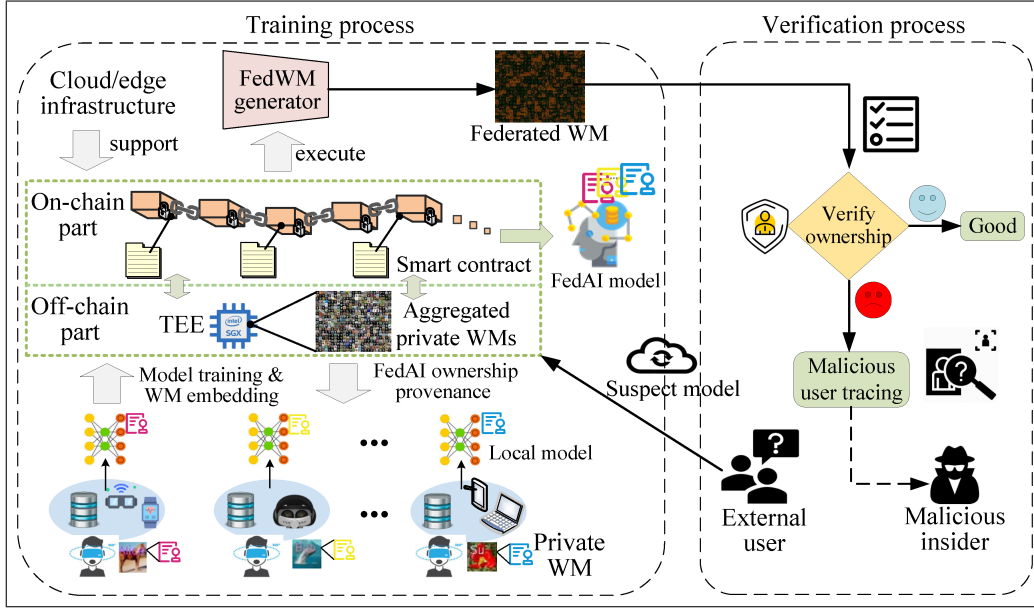 Training process
Verification process
Cloud/edge
infrastructure
FedWM
generator
Federated WM
support
execute
On-chain
part
Smart contract
FedAI model
Verify
ownership
Good
Off-chain
part
TEE
intel
SGX
Aggregated
private WMs
Malicious
user tracing
Model training &
WM embedding
FedAI ownership
provenance
Suspect model
Local model
External
user
Malicious
insider
Private
WM